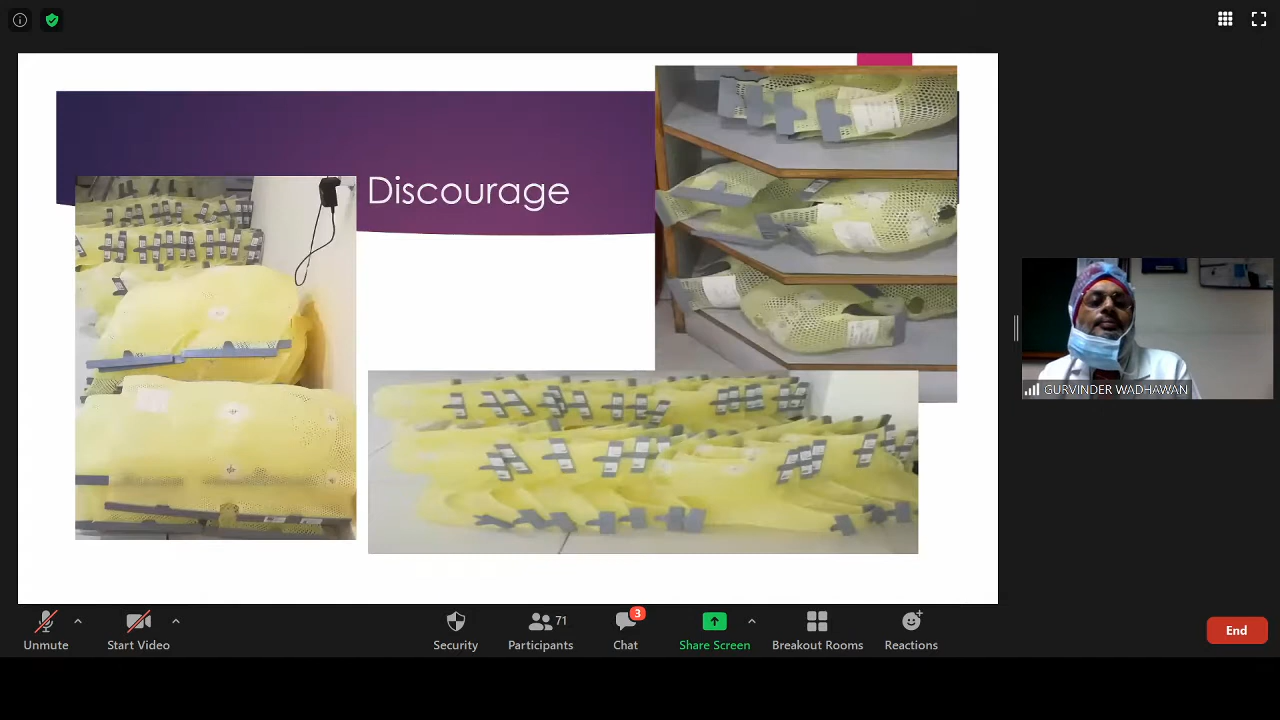 Discourage
GURVINDER WADHAWAN
Unmute
Start Video
Security
71
Participants
3
Chat
Share Screen
Breakout Rooms
Reactions
End